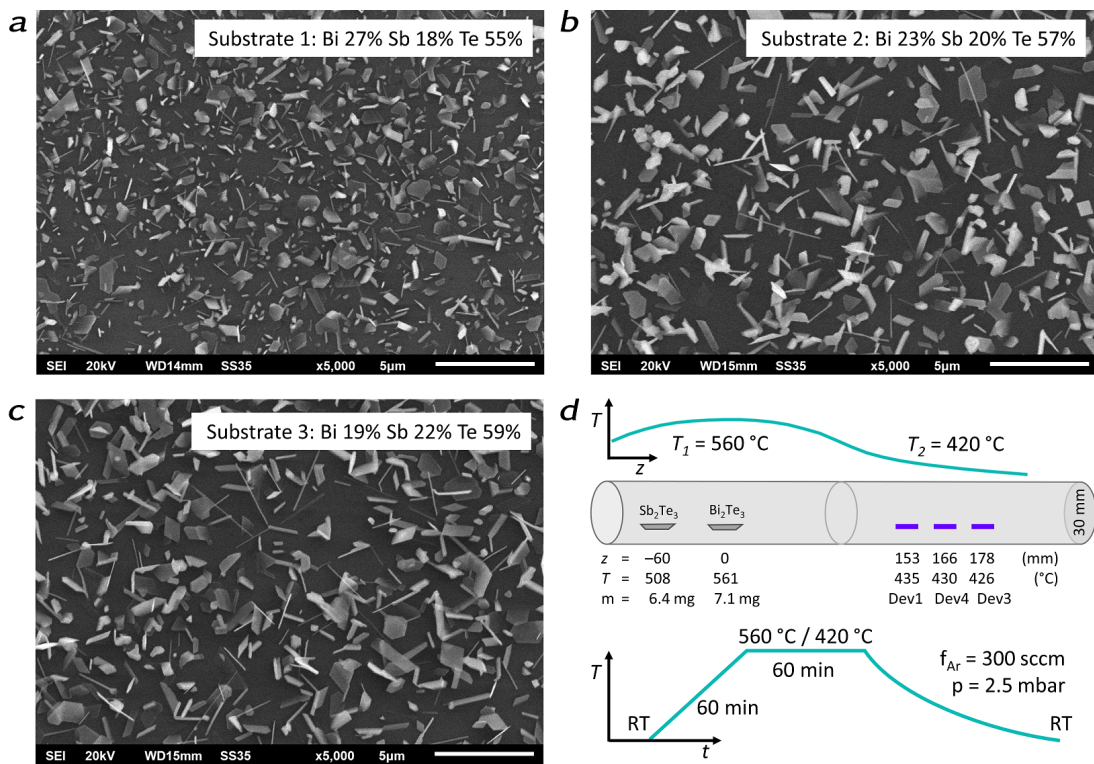 a
Substrate 1: Bi 27% Sb 18% Te 55%
SEI 20kV WD14mm SS35 x5,000 5µm
b
Substrate 2: Bi 23% Sb 20% Te 57%
SEI 20kV WD15mm SS35 x5,000 5µm
c
Substrate 3: Bi 19% Sb 22% Te 59%
SEI 20kV WD15mm SS35 x5,000 5µm
d
T
T₁ = 560 °C
T₂ = 420 °C
z
Sb₂Te₃ Bi₂Te₃
30 mm
z = –60 0 153 166 178 (mm)
T = 508 561 435 430 426 (°C)
m = 6.4 mg 7.1 mg Dev1 Dev4 Dev3
560 °C / 420 °C
T
60 min
f_Ar = 300 sccm
p = 2.5 mbar
60 min
RT
RT
t